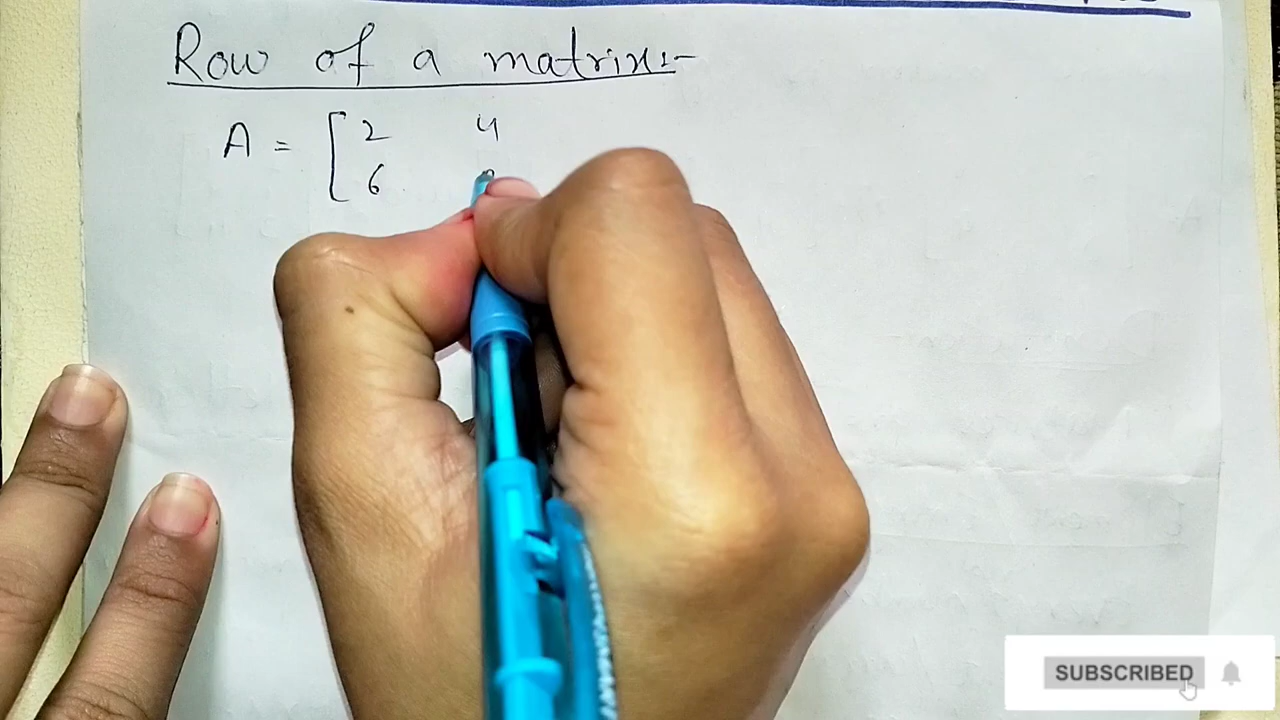 Row of a matrix:-
A = [ 2 4
6
SUBSCRIBED